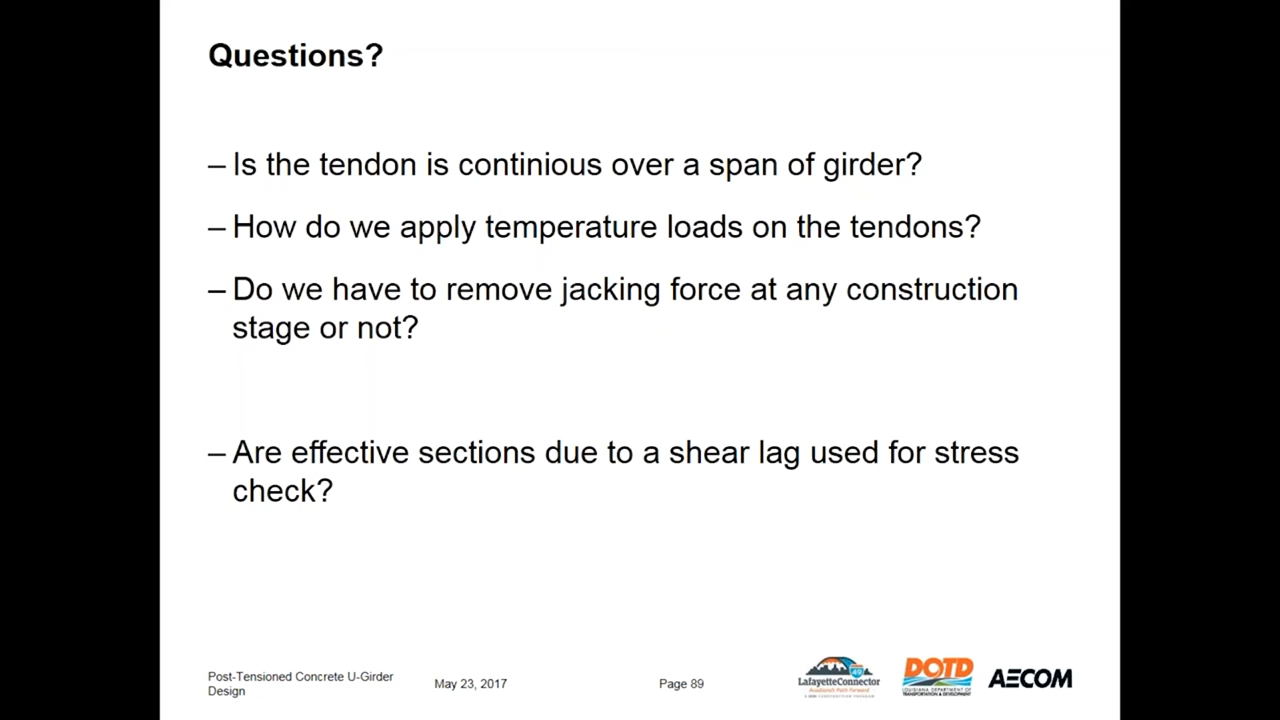 Questions?
– Is the tendon is continious over a span of girder?
– How do we apply temperature loads on the tendons?
– Do we have to remove jacking force at any construction
stage or not?
– Are effective sections due to a shear lag used for stress
check?
Post-Tensioned Concrete U-Girder
Design
May 23, 2017
Page 89
LafayetteConnector
DOTD
LOUISIANA DEPARTMENT OF
TRANSPORTATION & DEVELOPMENT
AECOM